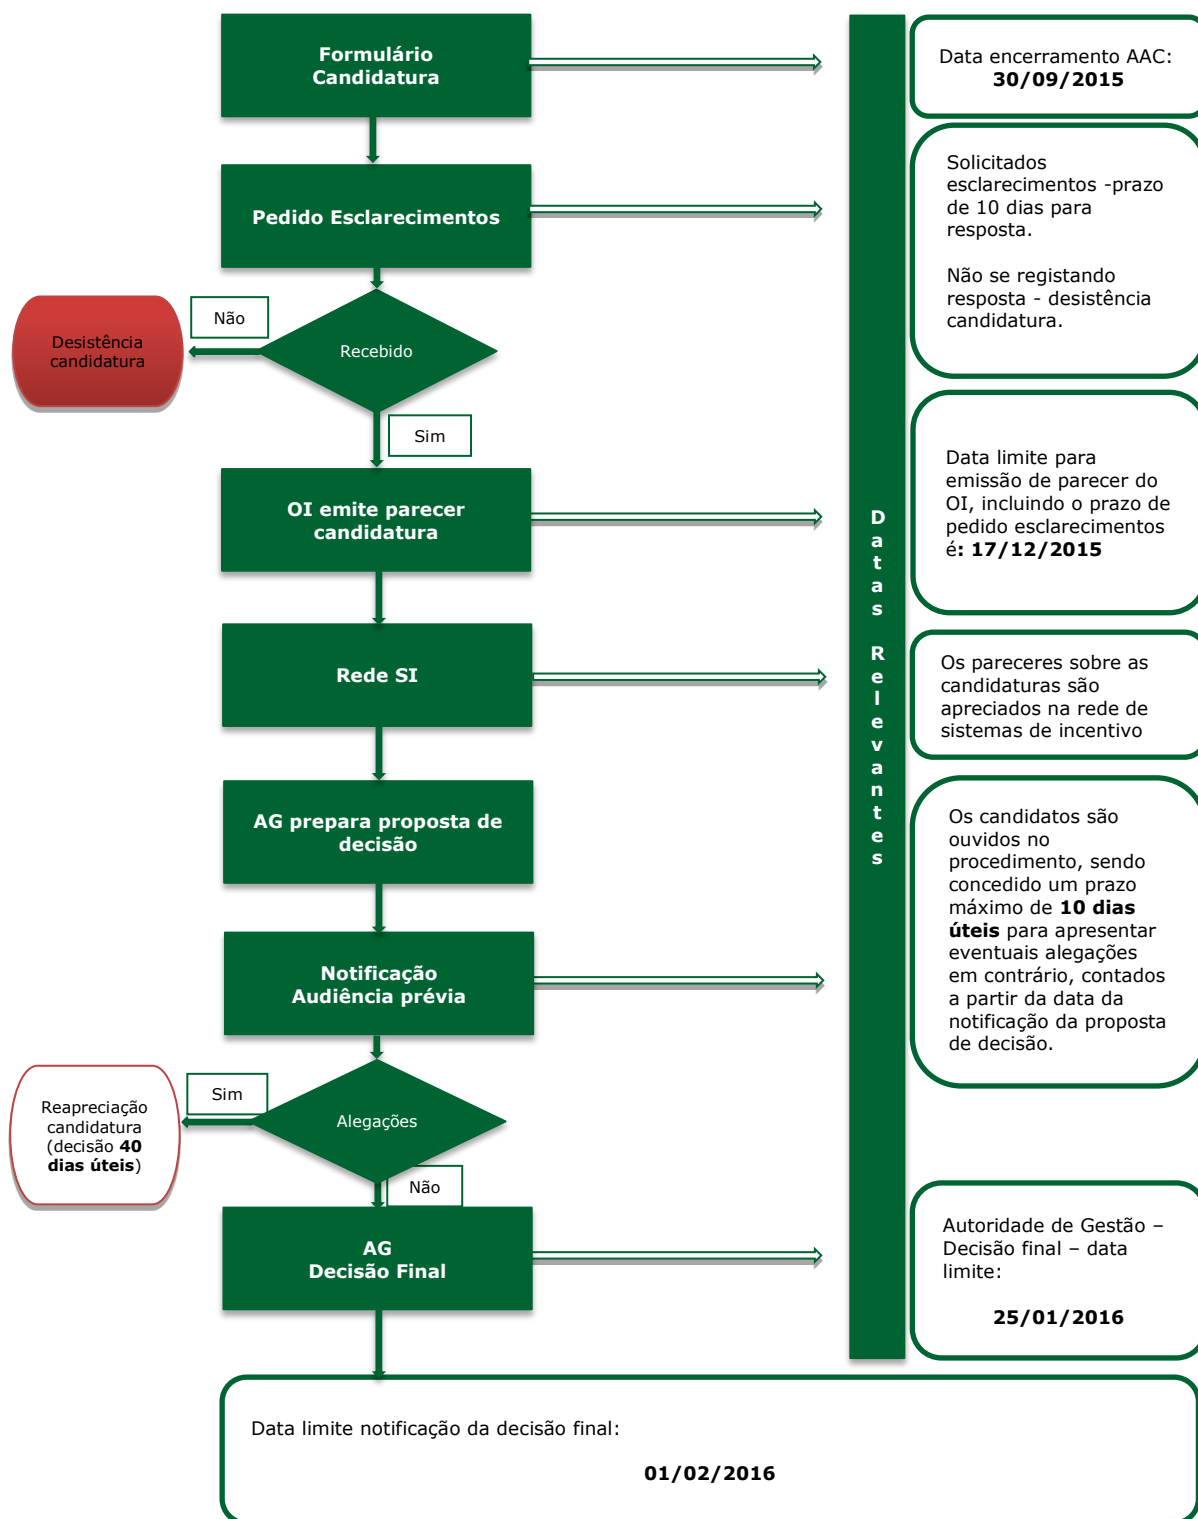 Formulário
Candidatura
Data encerramento AAC:
30/09/2015
Pedido Esclarecimentos
Solicitados
esclarecimentos -prazo
de 10 dias para
resposta.
Não se registando
resposta - desistência
candidatura.
Não
Desistência
candidatura
Recebido
Sim
OI emite parecer
candidatura
Data limite para
emissão de parecer do
OI, incluindo o prazo de
pedido esclarecimentos
é: 17/12/2015
Datas Relevantes
Rede SI
Os pareceres sobre as
candidaturas são
apreciados na rede de
sistemas de incentivo
AG prepara proposta de
decisão
Os candidatos são
ouvidos no
procedimento, sendo
concedido um prazo
máximo de 10 dias
úteis para apresentar
eventuais alegações
em contrário, contados
a partir da data da
notificação da proposta
de decisão.
Notificação
Audiência prévia
Sim
Reapreciação
candidatura
(decisão 40
dias úteis)
Alegações
Não
AG
Decisão Final
Autoridade de Gestão –
Decisão final – data
limite:
25/01/2016
Data limite notificação da decisão final:
01/02/2016